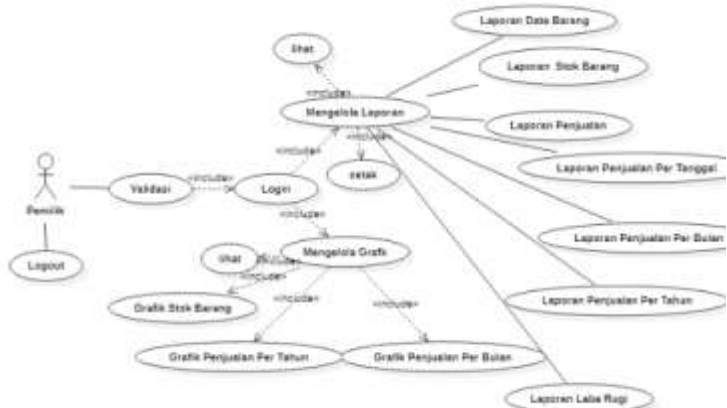 Laporan Data Barang
lihat
Laporan Stok Barang
<include>
Mengelola Laporan
Laporan Penjualan
<include>
<include>
Laporan Penjualan Per Tanggal
cetak
<include>
Validasi
Login
Pemilik
<include>
Laporan Penjualan Per Bulan
Mengelola Grafik
lihat
<include>
Logout
<include>
Grafik Stok Barang
<include>
<include>
Laporan Penjualan Per Tahun
Grafik Penjualan Per Tahun
Grafik Penjualan Per Bulan
Laporan Laba Rugi